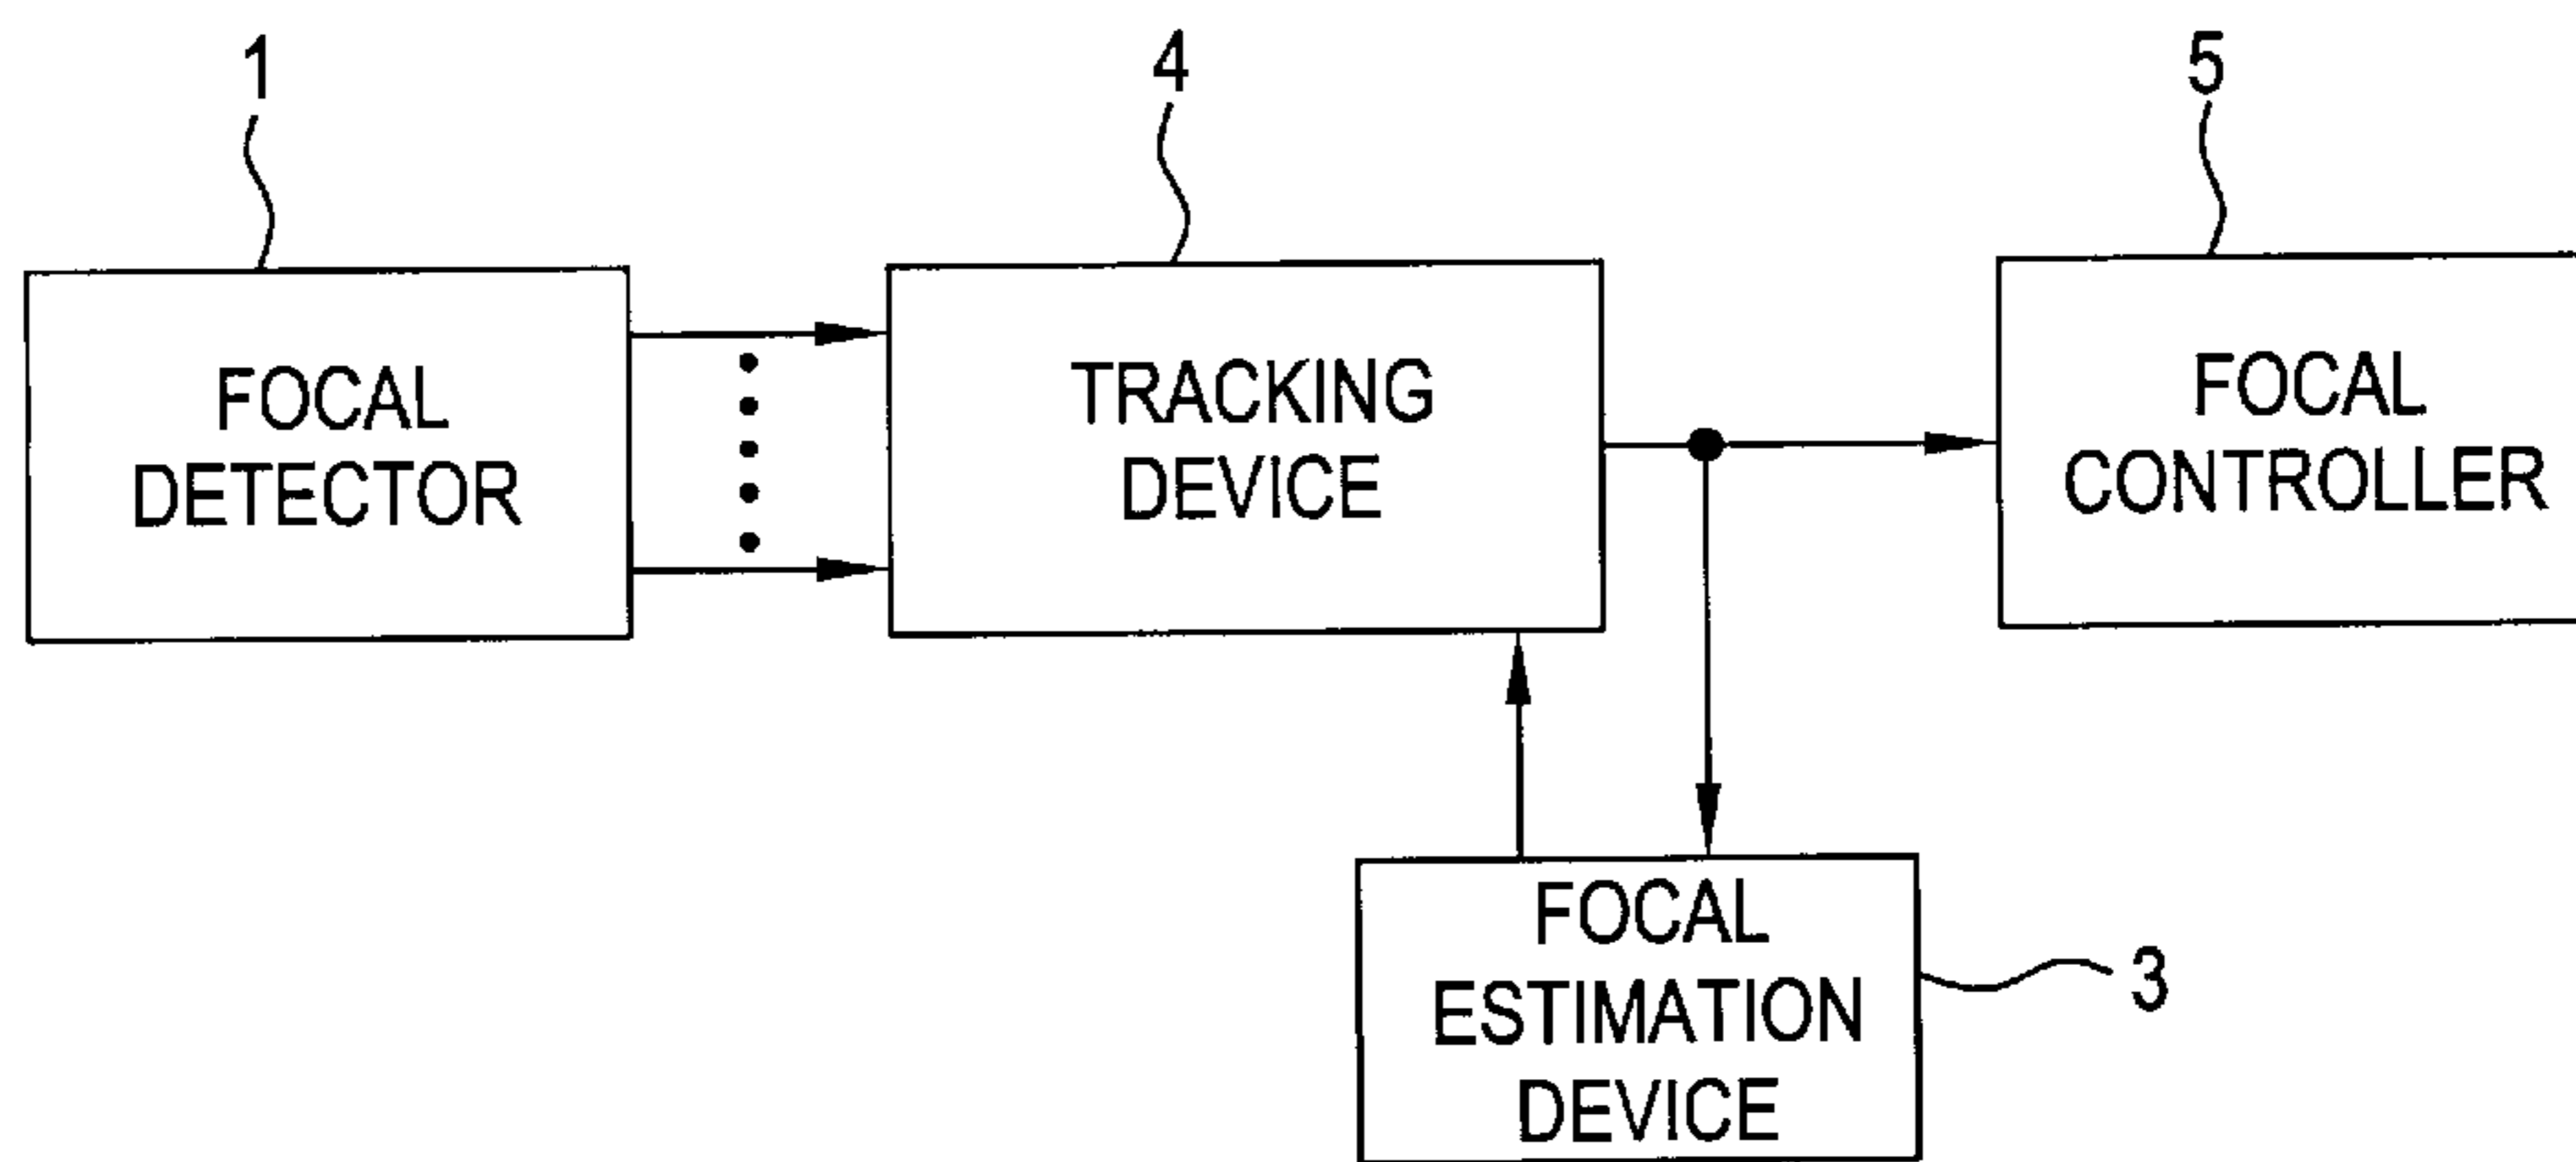 1
4
5
FOCAL
DETECTOR
TRACKING
DEVICE
FOCAL
CONTROLLER
FOCAL
ESTIMATION
DEVICE
3